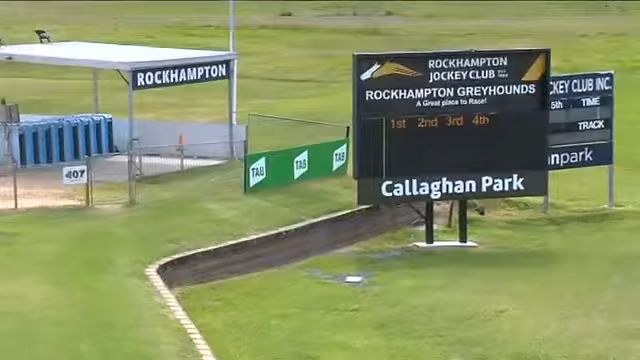 ROCKHAMPTON
ROCKHAMPTON
JOCKEY CLUB
ROCKHAMPTON GREYHOUNDS
A Great place to Race!
1st 2nd 3rd 4th
Callaghan Park
KEY CLUB INC.
5th TIME
TRACK
npark
TAB
TAB
TAB
407